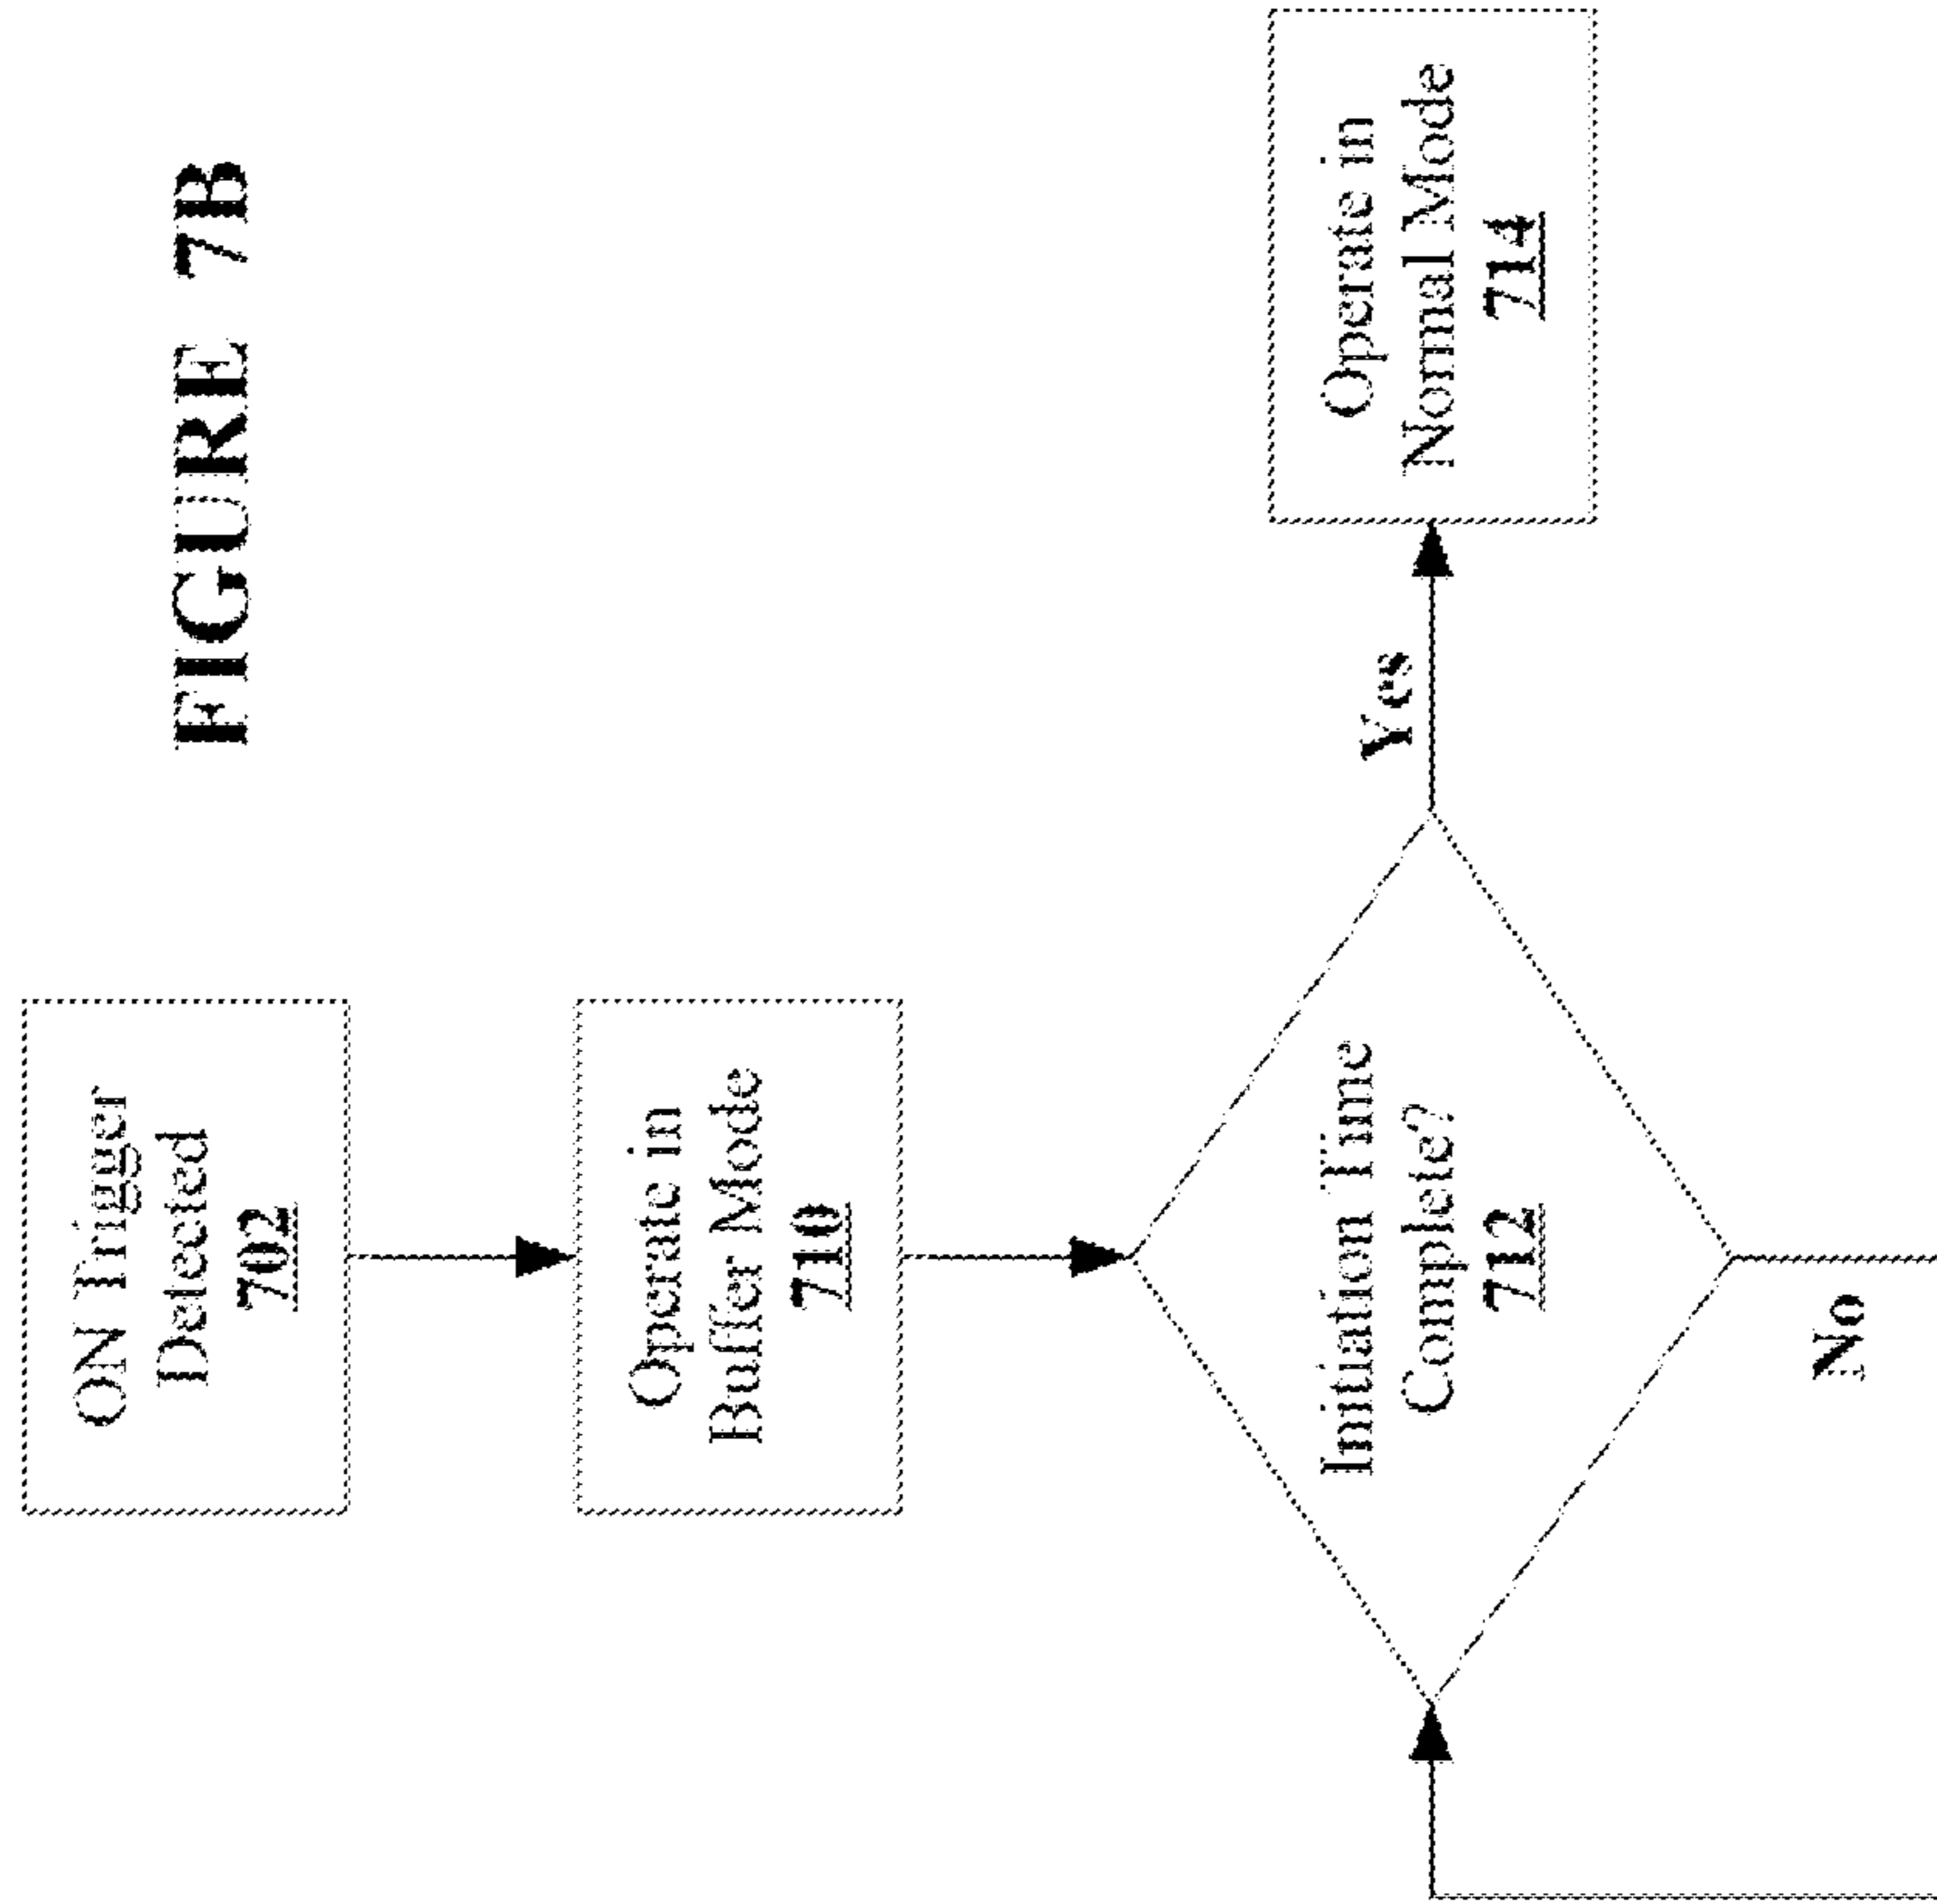 FIGURE 7B
ON Trigger
Detected
702
Operate in
Buffer Mode
710
Initiation Time
Complete?
712
Yes
No
Operate in
Normal Mode
714